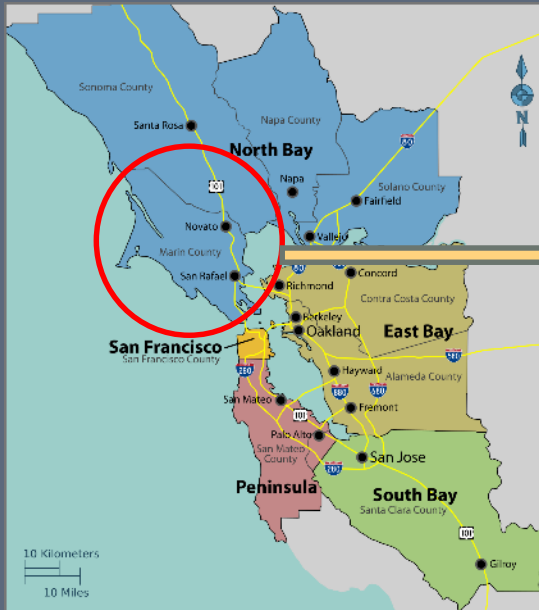 Sonoma County
Napa County
80
Santa Rosa
North Bay
N
101
Napa
Solano County
Fairfield
Novato
Vallejo
Marin County
San Rafael
80
Concord
Richmond
Contra Costa County
Berkeley
Oakland
East Bay
San Francisco
San Francisco County
580
280
Hayward
Alameda County
880
680
San Mateo
101
Fremont
Palo Alto
San Mateo
County
San Jose
280
Peninsula
South Bay
Santa Clara County
101
10 Kilometers
10 Miles
Gilroy